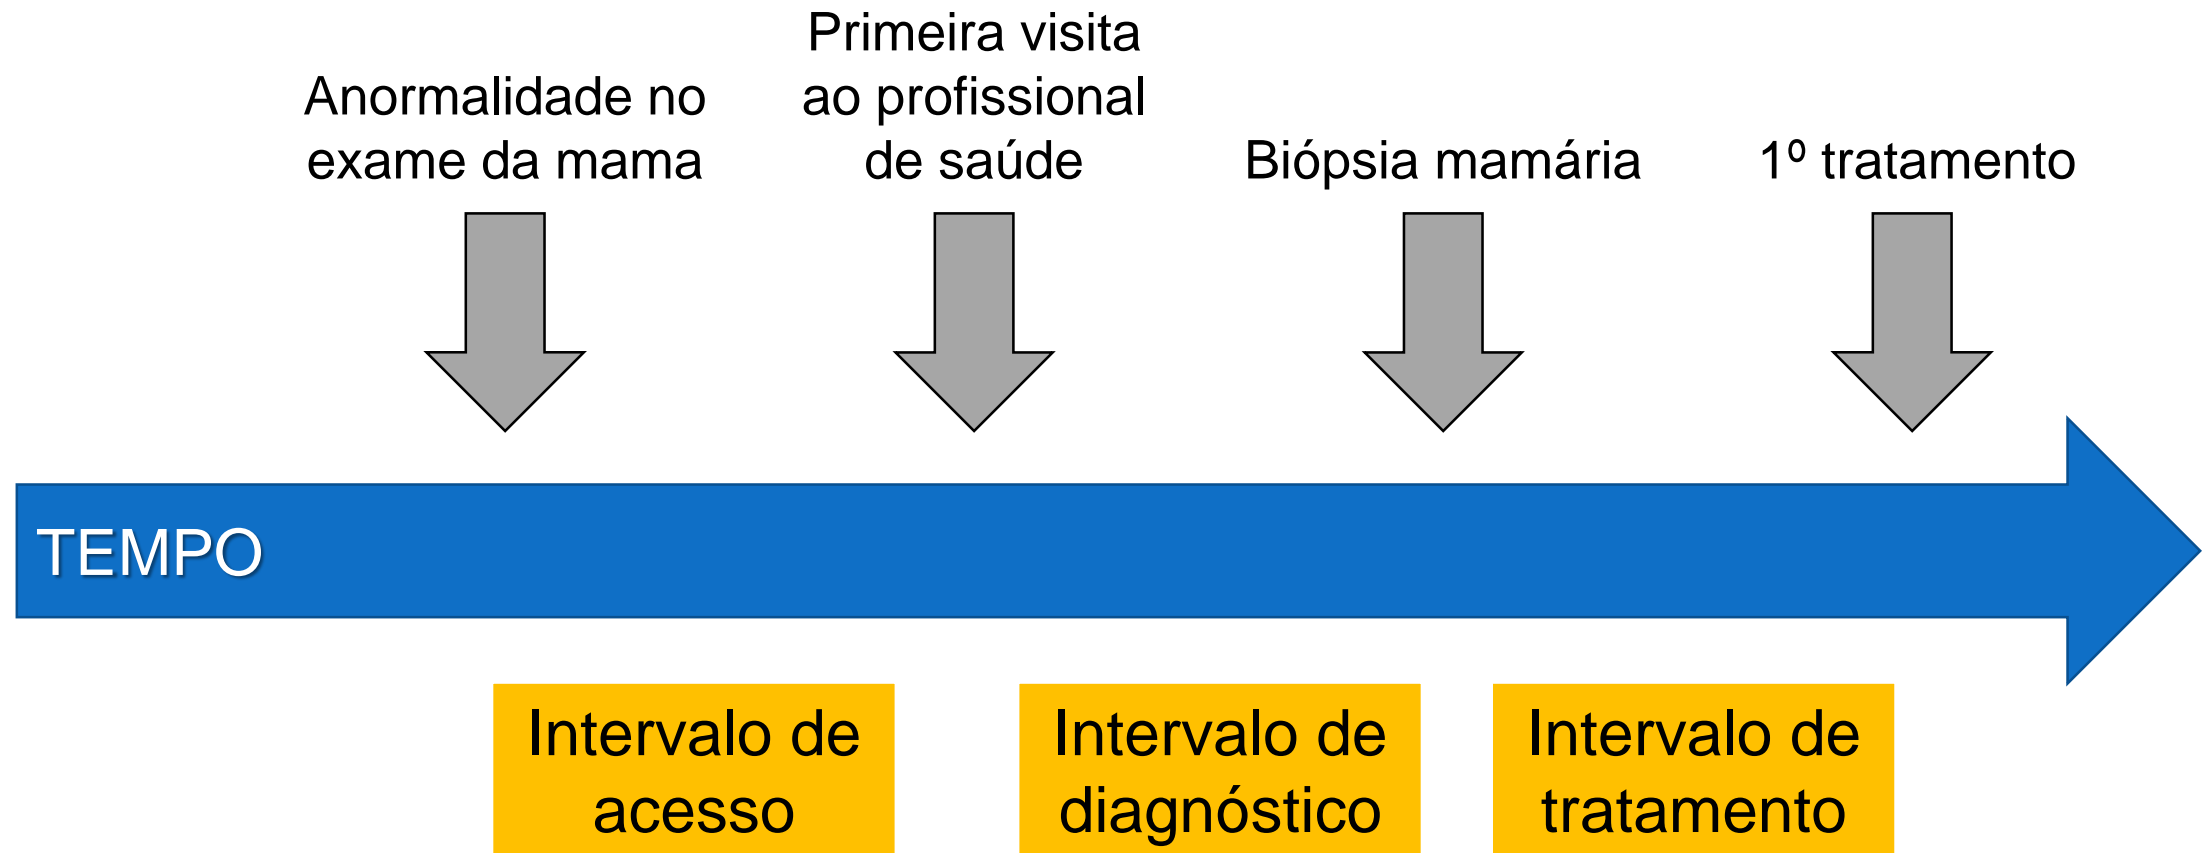 Anormalidade no
exame da mama
Primeira visita
ao profissional
de saúde
Biópsia mamária
1º tratamento
TEMPO
Intervalo de
acesso
Intervalo de
diagnóstico
Intervalo de
tratamento